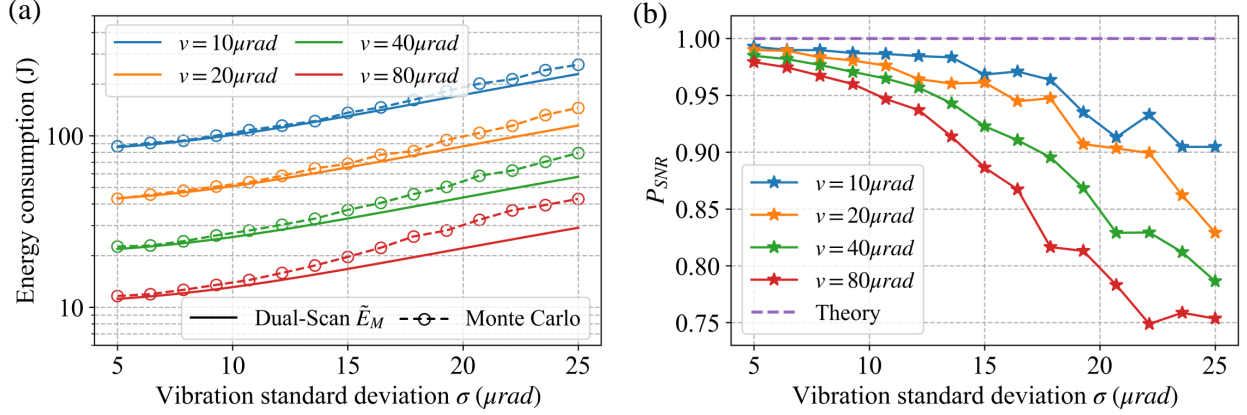 (a)
Energy consumption (J)
100
10
v = 10μrad
v = 20μrad
v = 40μrad
v = 80μrad
Dual-Scan Ẽ_M
Monte Carlo
5 10 15 20 25
Vibration standard deviation σ (μrad)
(b)
P_SNR
1.00
0.95
0.90
0.85
0.80
0.75
v = 10μrad
v = 20μrad
v = 40μrad
v = 80μrad
Theory
5 10 15 20 25
Vibration standard deviation σ (μrad)